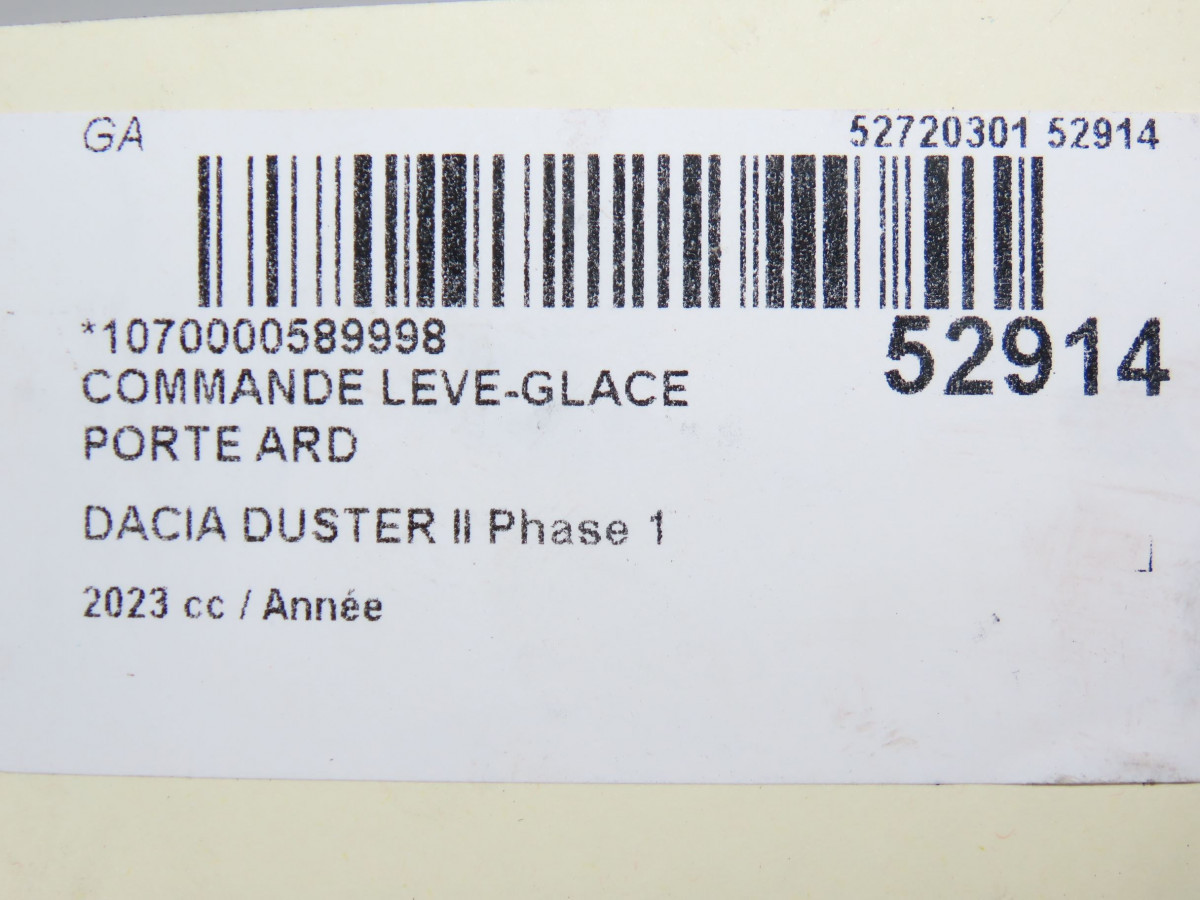 GA
52720301 52914
*1070000589998
52914
COMMANDE LEVE-GLACE
PORTE ARD
DACIA DUSTER II Phase 1
2023 cc / Année